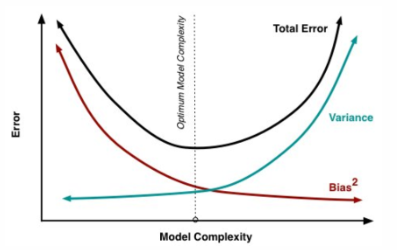 Total Error
Optimum Model Complexity
Error
Variance
Bias²
Model Complexity